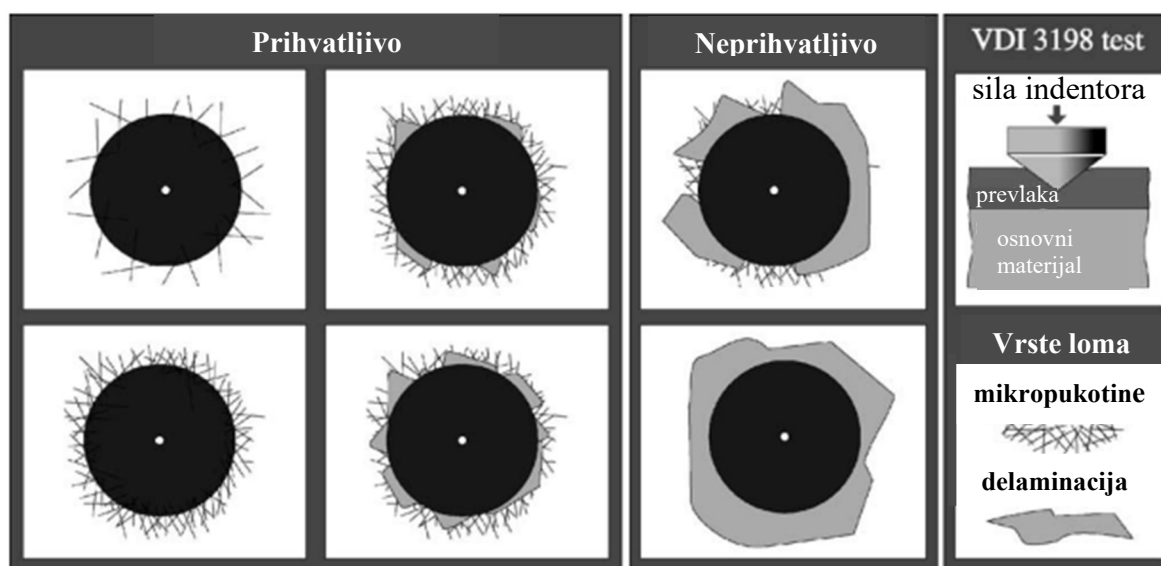 Prihvatljivo
Neprihvatljivo
VDI 3198 test
sila indentora
prevlaka
osnovni
materijal
Vrste loma
mikropukotine
delaminacija